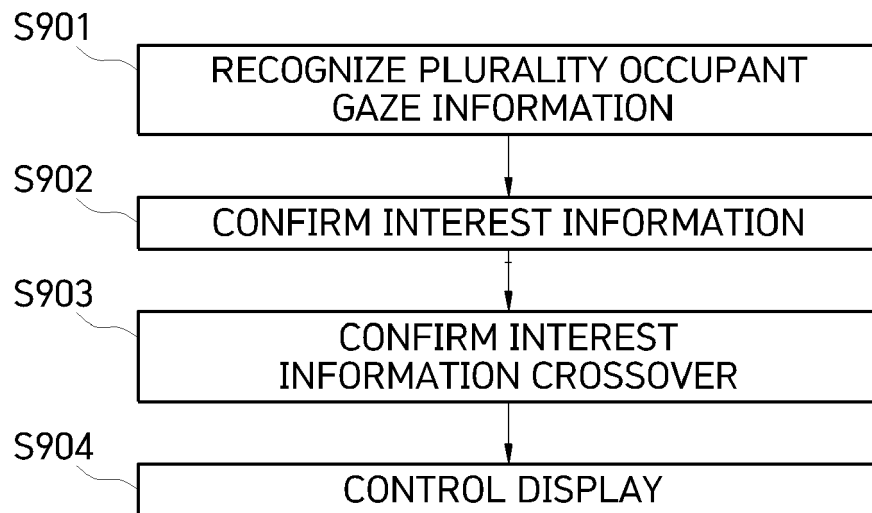 S901
RECOGNIZE PLURALITY OCCUPANT
GAZE INFORMATION
S902
CONFIRM INTEREST INFORMATION
S903
CONFIRM INTEREST
INFORMATION CROSSOVER
S904
CONTROL DISPLAY